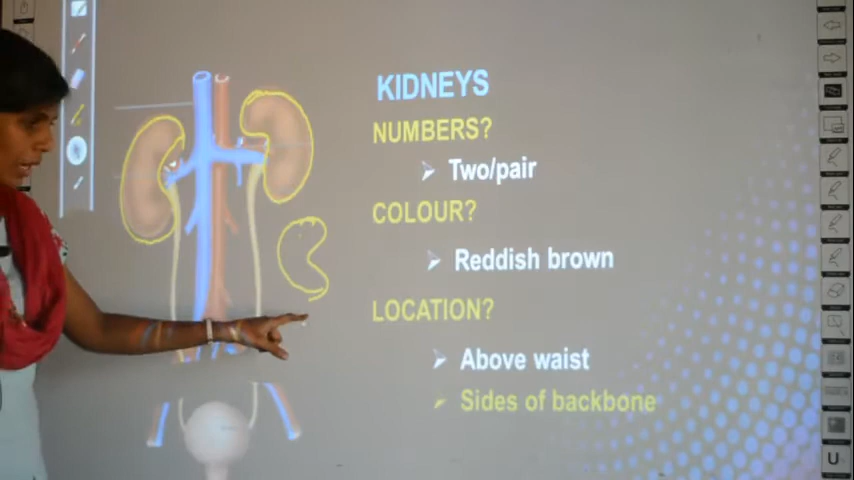 KIDNEYS
NUMBERS?
Two/pair
COLOUR?
Reddish brown
LOCATION?
Above waist
Sides of backbone
U